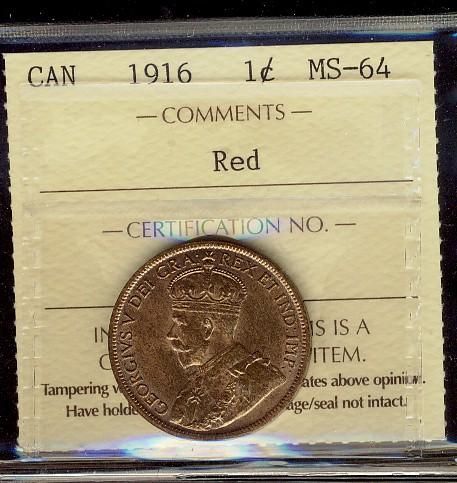 CAN 1916 1¢ MS-64
— COMMENTS —
Red
— CERTIFICATION NO. —
GEORGIVS V DEI GRA: REX ET IND: IMP:
IS A
ITEM.
Tampering
above opinion.
Have
not intact.